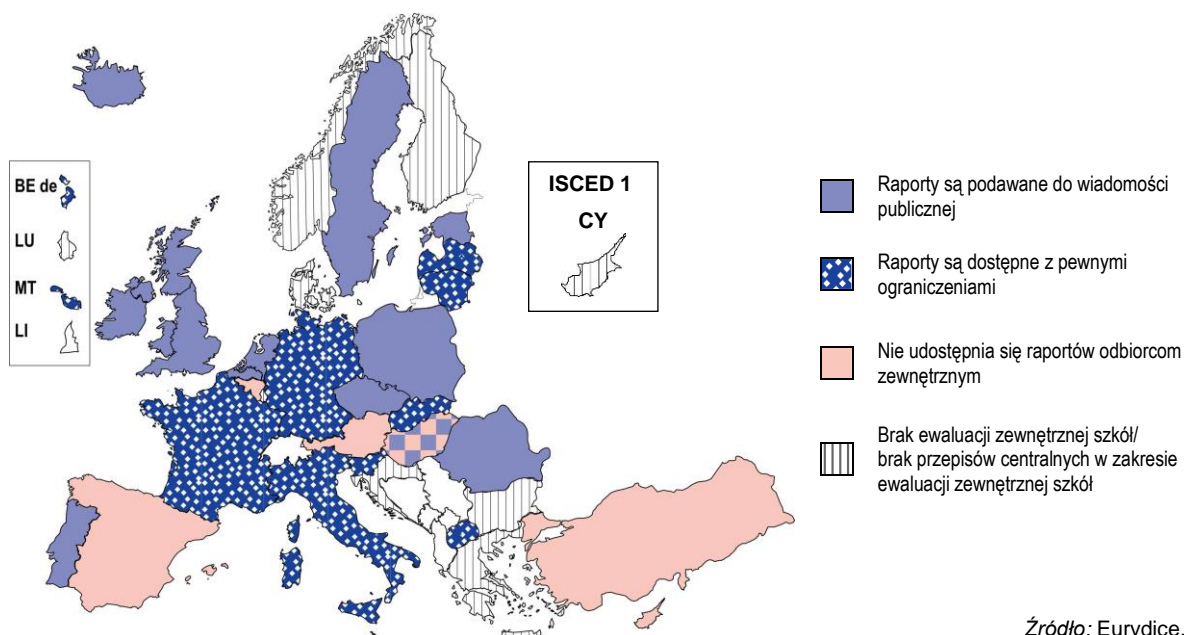 BE de
LU
MT
LI
ISCED 1
CY
Raporty są podawane do wiadomości
publicznej
Raporty są dostępne z pewnymi
ograniczeniami
Nie udostępnia się raportów odbiorcom
zewnętrznym
Brak ewaluacji zewnętrznej szkół/
brak przepisów centralnych w zakresie
ewaluacji zewnętrznej szkół
Źródło: Eurydice.